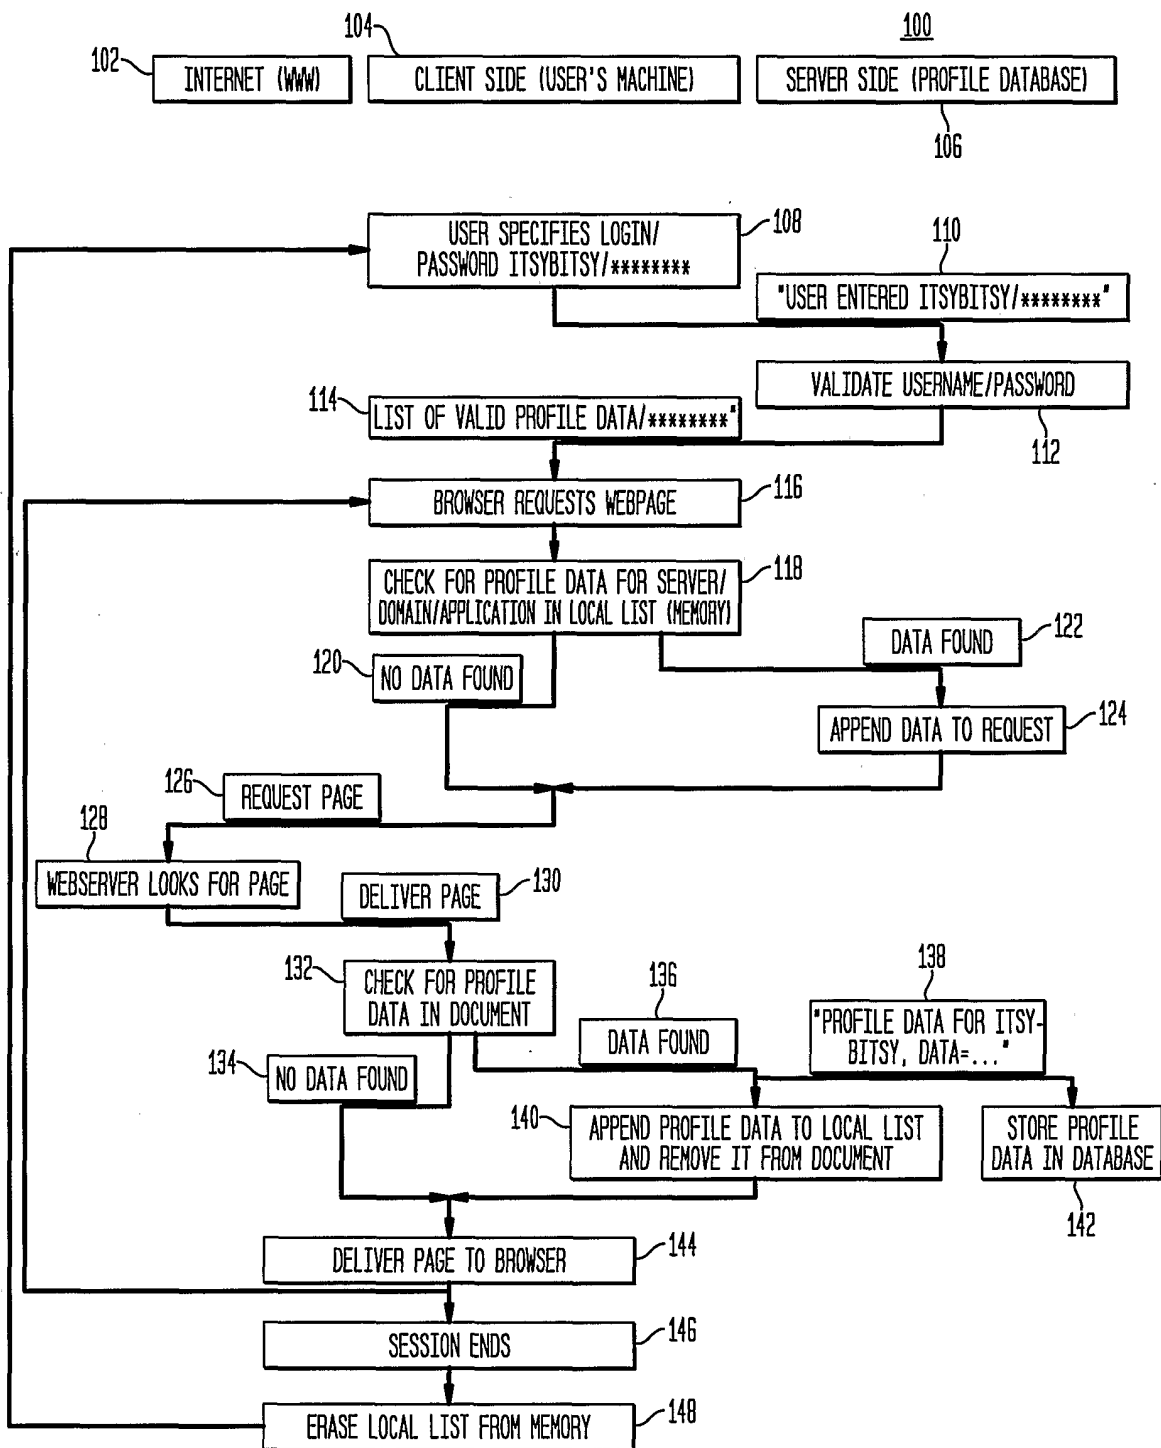 100
104
102
INTERNET (WWW)
CLIENT SIDE (USER'S MACHINE)
SERVER SIDE (PROFILE DATABASE)
106
108
USER SPECIFIES LOGIN/
PASSWORD ITSYBITSY/********
110
"USER ENTERED ITSYBITSY/********"
VALIDATE USERNAME/PASSWORD
112
114
LIST OF VALID PROFILE DATA/********"
BROWSER REQUESTS WEBPAGE
116
CHECK FOR PROFILE DATA FOR SERVER/
DOMAIN/APPLICATION IN LOCAL LIST (MEMORY)
118
120
NO DATA FOUND
122
DATA FOUND
APPEND DATA TO REQUEST
124
126
REQUEST PAGE
128
WEBSERVER LOOKS FOR PAGE
DELIVER PAGE
130
132
CHECK FOR PROFILE
DATA IN DOCUMENT
134
NO DATA FOUND
136
DATA FOUND
138
"PROFILE DATA FOR ITSY-
BITSY, DATA=..."
140
APPEND PROFILE DATA TO LOCAL LIST
AND REMOVE IT FROM DOCUMENT
STORE PROFILE
DATA IN DATABASE
142
DELIVER PAGE TO BROWSER
144
SESSION ENDS
146
ERASE LOCAL LIST FROM MEMORY
148